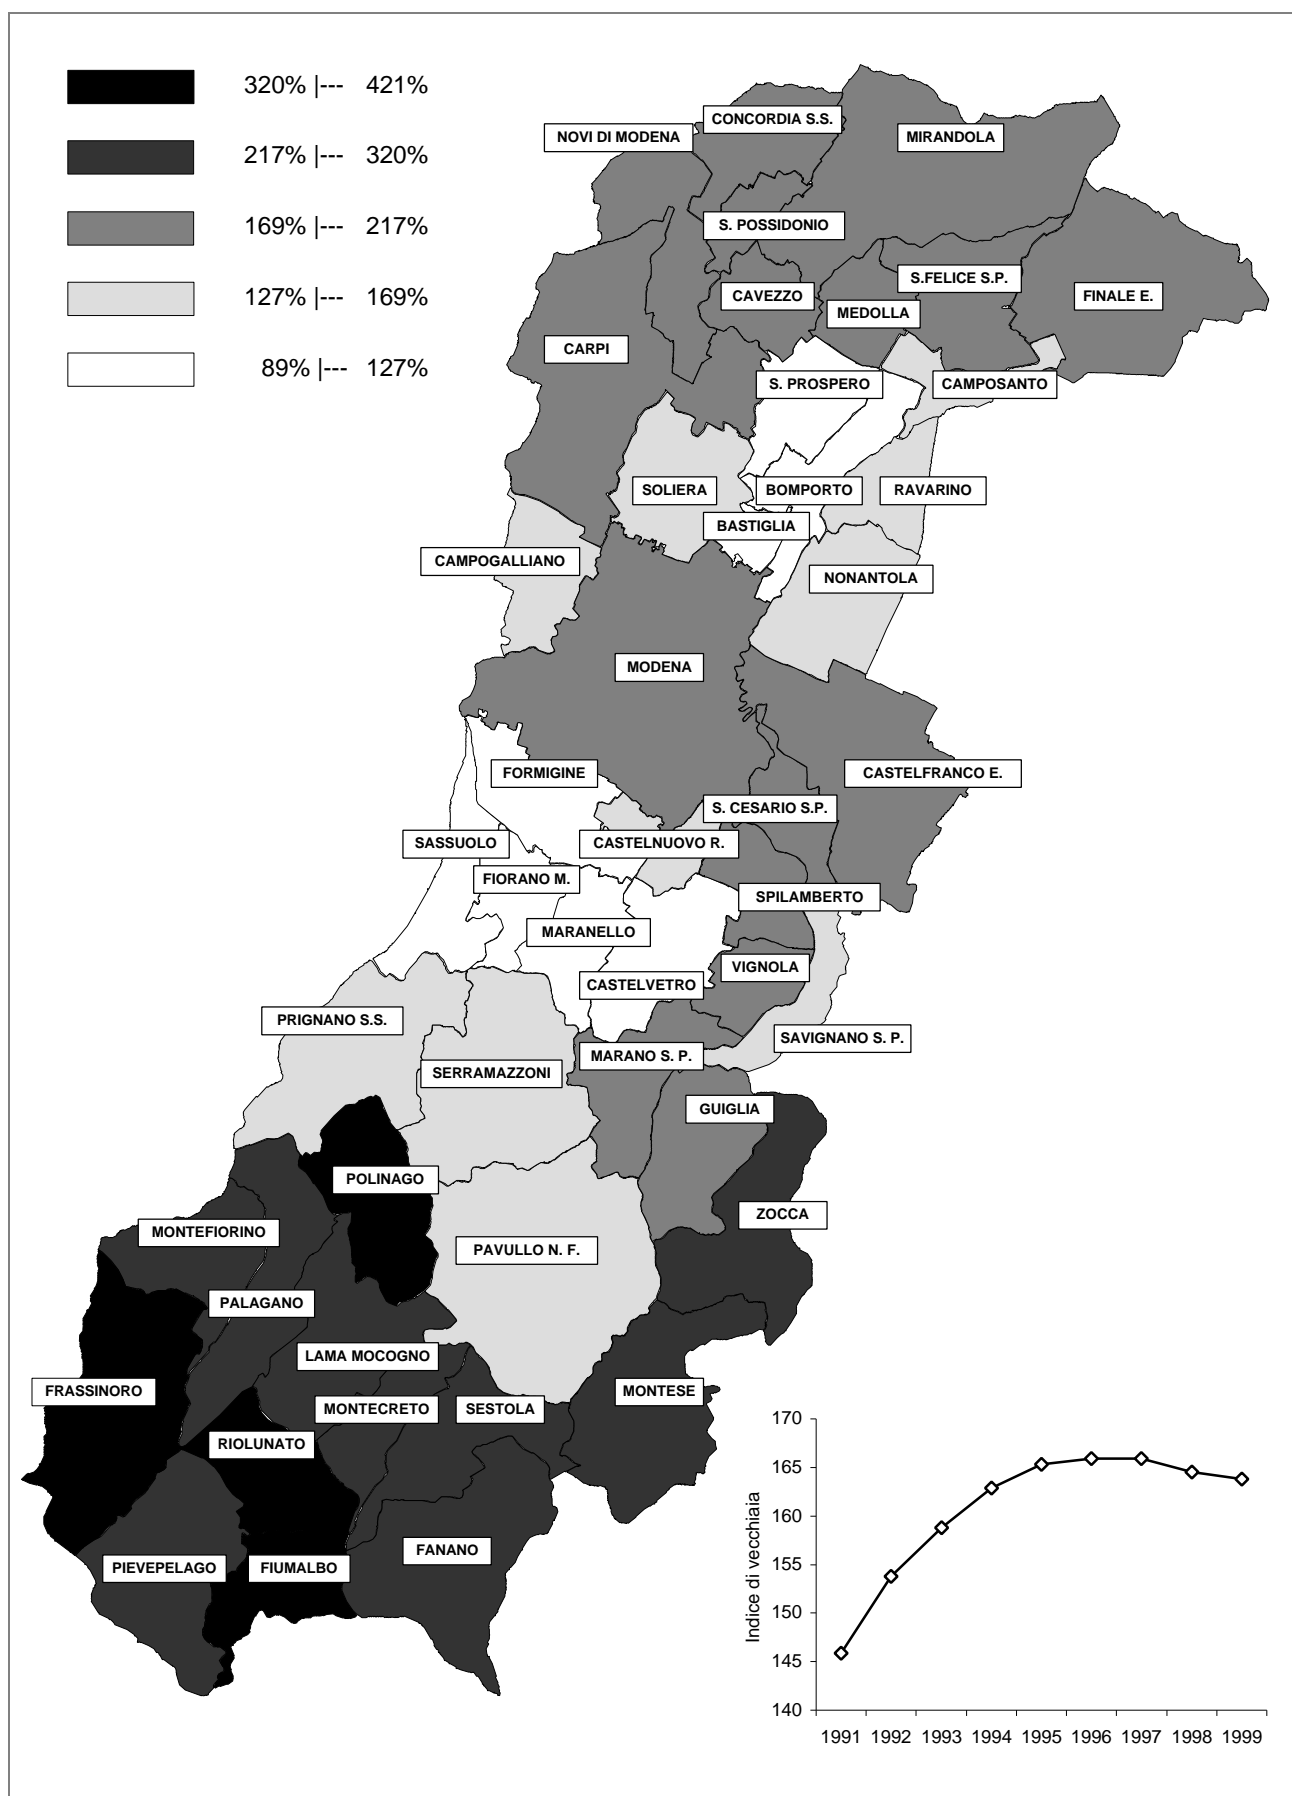 320% |--- 421%
217% |--- 320%
169% |--- 217%
127% |--- 169%
89% |--- 127%
CONCORDIA S.S.
NOVI DI MODENA
MIRANDOLA
S. POSSIDONIO
S.FELICE S.P.
CAVEZZO
FINALE E.
MEDOLLA
CARPI
S. PROSPERO
CAMPOSANTO
SOLIERA
BOMPORTO
RAVARINO
BASTIGLIA
CAMPOGALLIANO
NONANTOLA
MODENA
FORMIGINE
CASTELFRANCO E.
S. CESARIO S.P.
SASSUOLO
CASTELNUOVO R.
FIORANO M.
SPILAMBERTO
MARANELLO
VIGNOLA
CASTELVETRO
PRIGNANO S.S.
SAVIGNANO S. P.
MARANO S. P.
SERRAMAZZONI
GUIGLIA
POLINAGO
ZOCCA
MONTEFIORINO
PAVULLO N. F.
PALAGANO
LAMA MOCOGNO
FRASSINORO
MONTESE
MONTECRETO
SESTOLA
RIOLUNATO
FANANO
PIEVEPELAGO
FIUMALBO
Indice di vecchiaia
170
165
160
155
150
145
140
1991 1992 1993 1994 1995 1996 1997 1998 1999